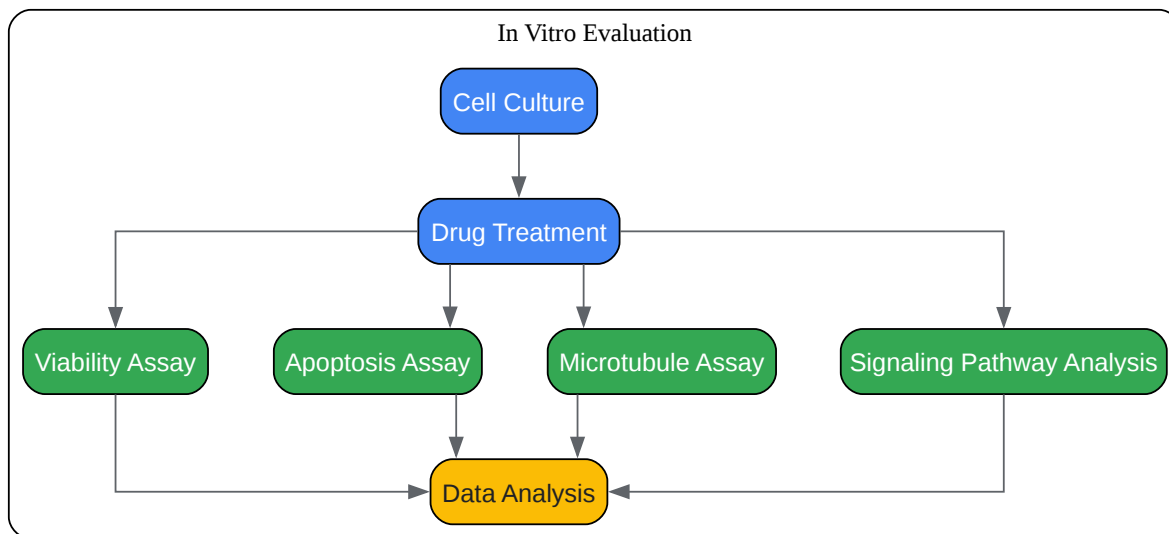 In Vitro Evaluation
Cell Culture
Drug Treatment
Viability Assay
Apoptosis Assay
Microtubule Assay
Signaling Pathway Analysis
Data Analysis